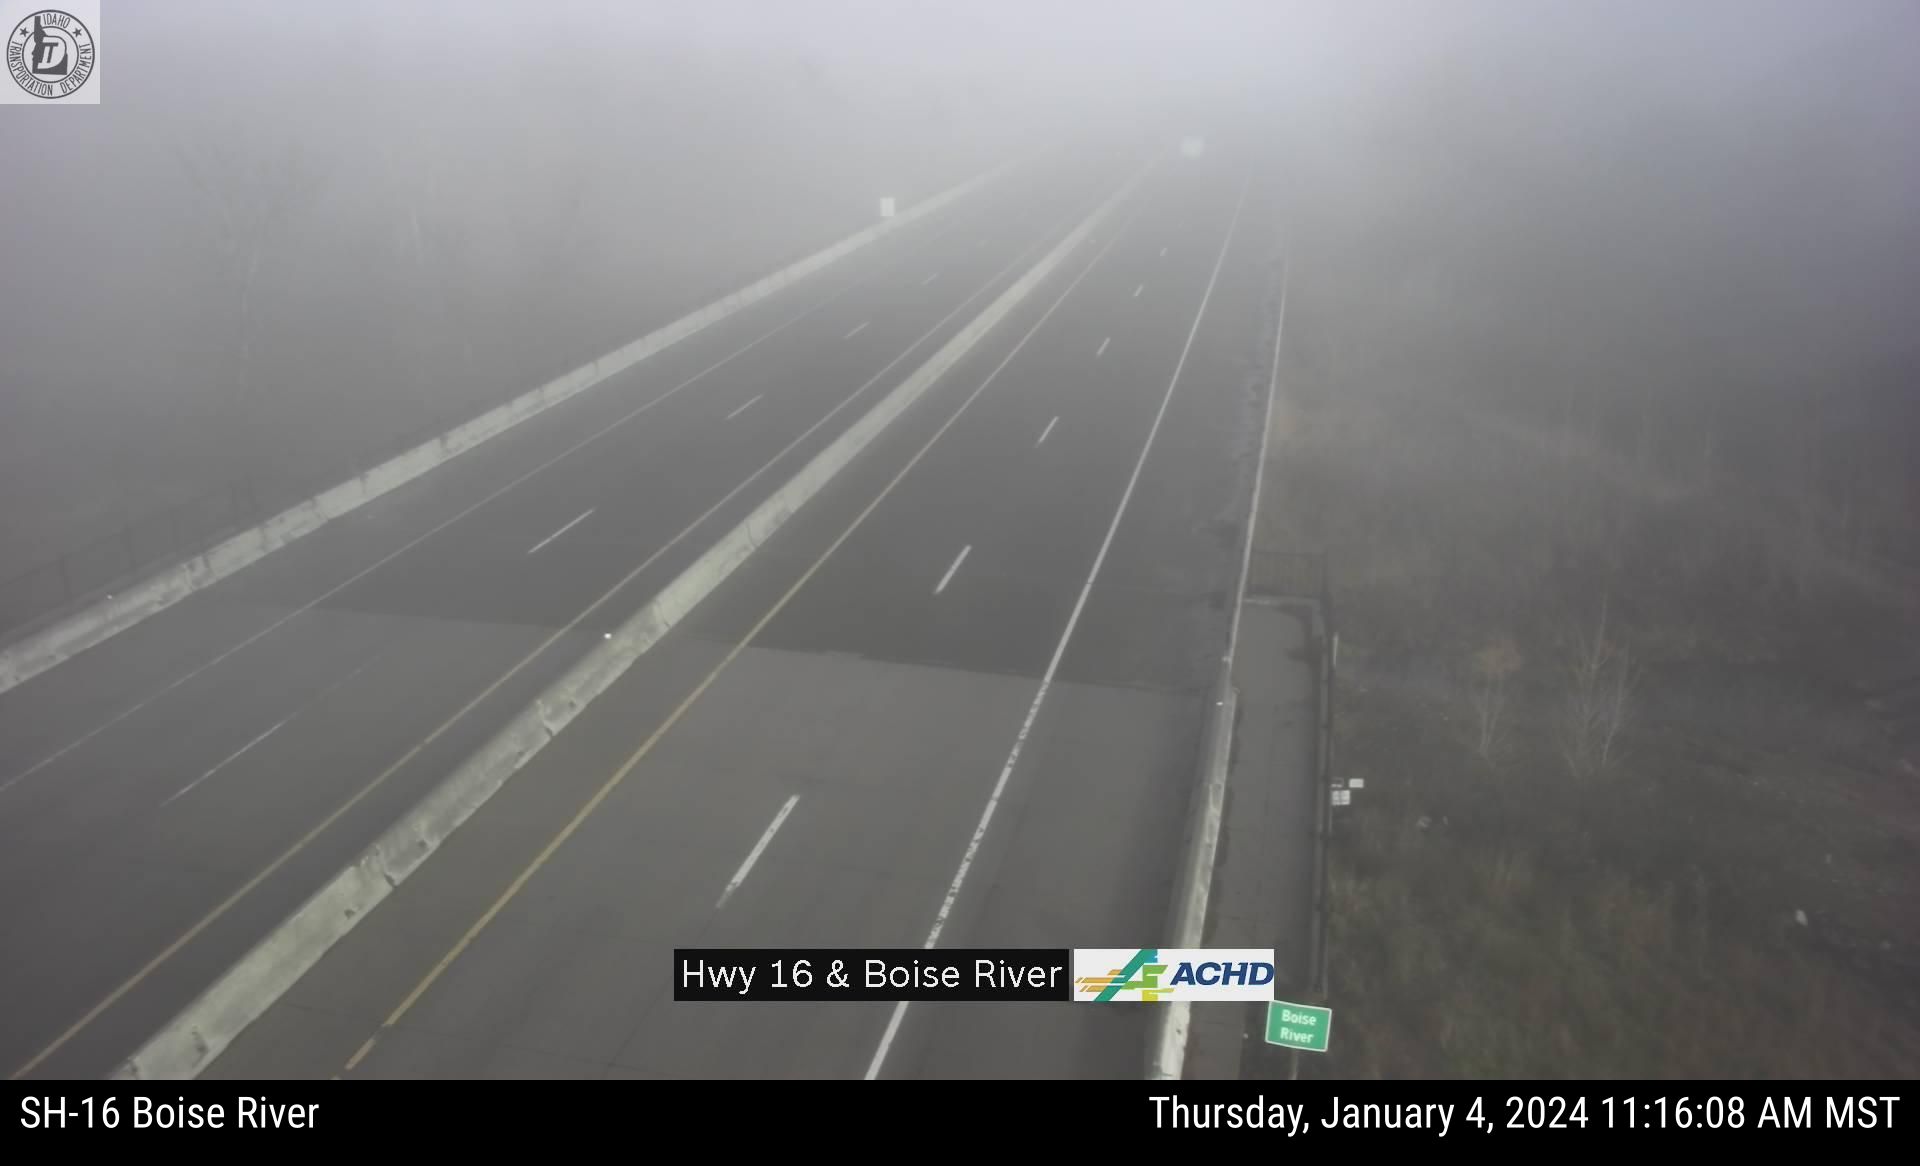 IDAHO
TRANSPORTATION DEPARTMENT
Hwy 16 & Boise River
ACHD
Boise
River
SH-16 Boise River
Thursday, January 4, 2024 11:16:08 AM MST